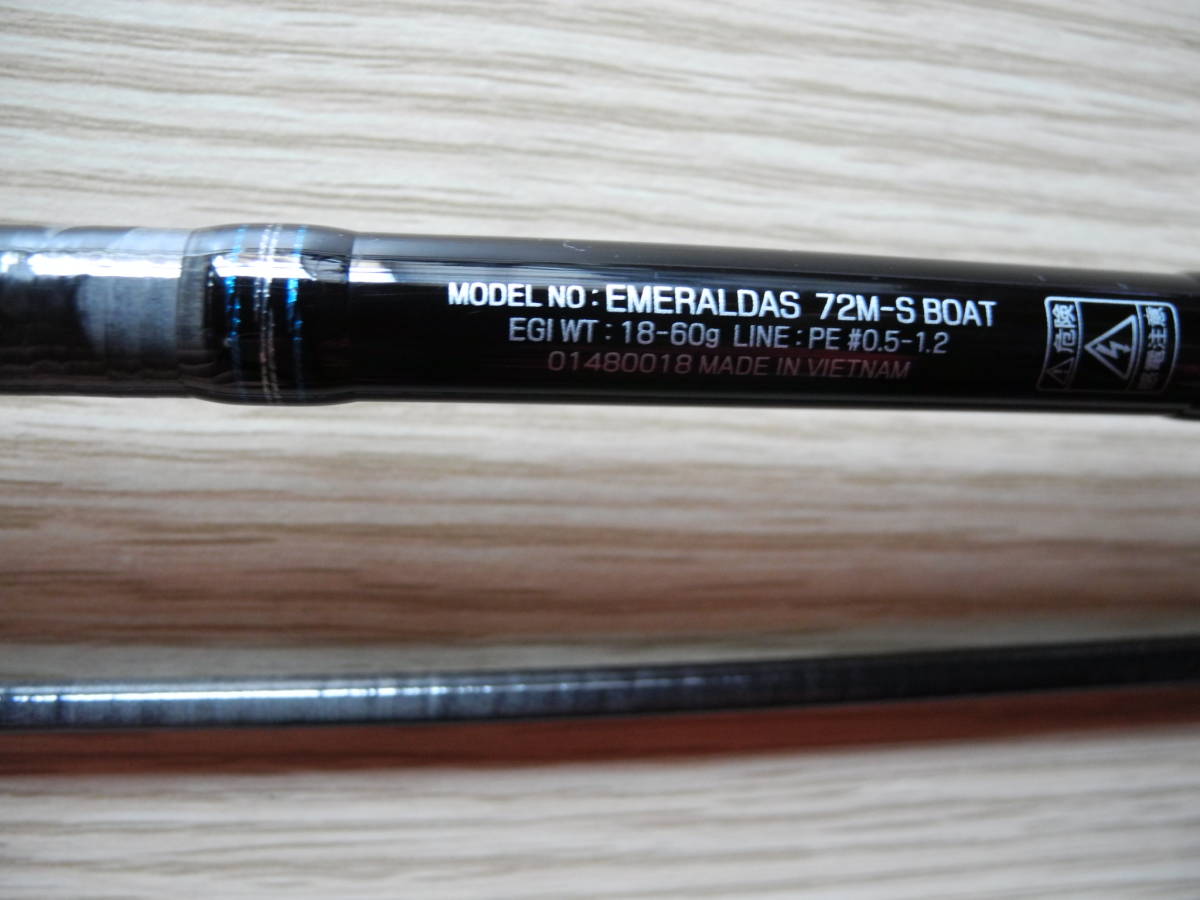 MODEL NO : EMERALDAS 72M-S BOAT
EGI WT : 18-60g LINE : PE #0.5-1.2
01480018 MADE IN VIETNAM
危険
感電注意